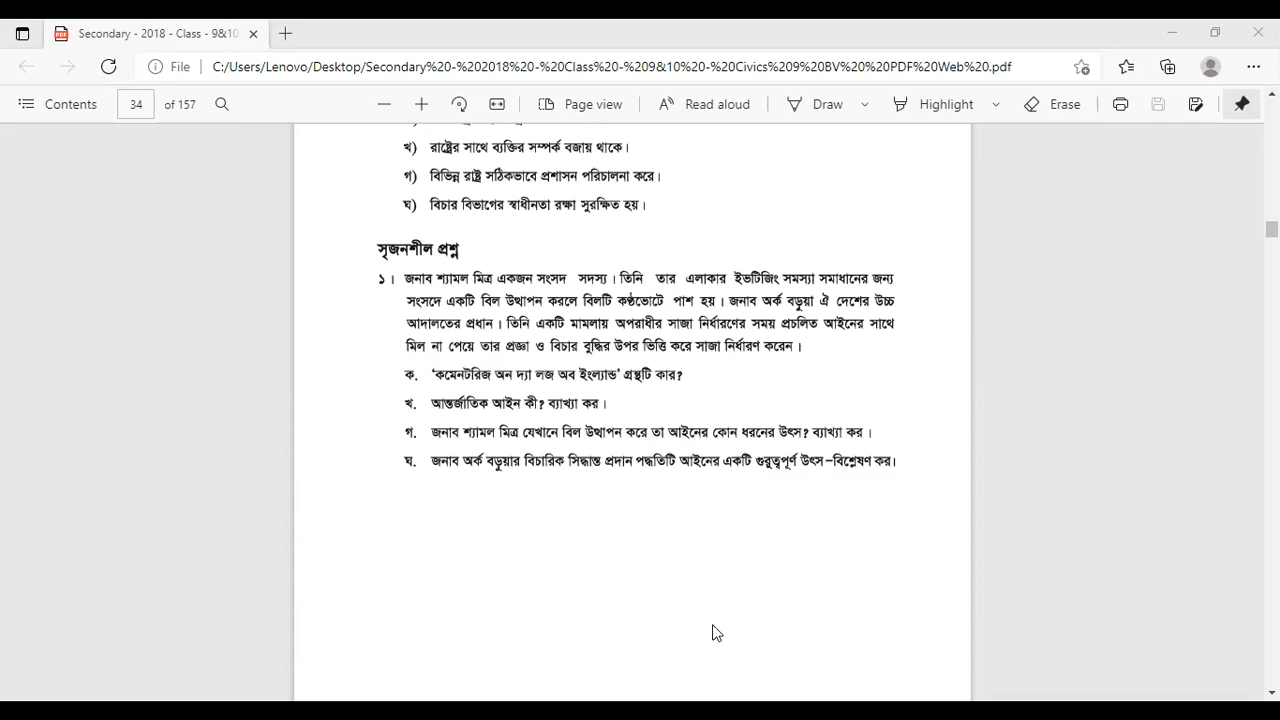 Secondary - 2018 - Class - 9&10
File C:/Users/Lenovo/Desktop/Secondary%20-%202018%20-%20Class%20-%209&10%20-%20Civics%209%20BV%20%20PDF%20Web%20.pdf
Contents 34 of 157 Page view Read aloud Draw Highlight Erase
খ) রাষ্ট্রের সাথে ব্যক্তির সম্পর্ক বজায় থাকে।
গ) বিভিন্ন রাষ্ট্র সঠিকভাবে প্রশাসন পরিচালনা করে।
ঘ) বিচার বিভাগের স্বাধীনতা রক্ষা সুরক্ষিত হয়।
সৃজনশীল প্রশ্ন
১। জনাব শ্যামল মিত্র একজন সংসদ সদস্য। তিনি তার এলাকার ইভটিজিং সমস্যা সমাধানের জন্য
সংসদে একটি বিল উত্থাপন করলে বিলটি কণ্ঠভোটে পাশ হয়। জনাব অর্ক বড়ুয়া ঐ দেশের উচ্চ
আদালতের প্রধান। তিনি একটি মামলায় অপরাধীর সাজা নির্ধারণের সময় প্রচলিত আইনের সাথে
মিল না পেয়ে তার প্রজ্ঞা ও বিচার বুদ্ধির উপর ভিত্তি করে সাজা নির্ধারণ করেন।
ক. ‘কমেনটরিজ অন দ্যা লজ অব ইংল্যান্ড’ গ্রন্থটি কার?
খ. আন্তর্জাতিক আইন কী? ব্যাখ্যা কর।
গ. জনাব শ্যামল মিত্র যেখানে বিল উত্থাপন করে তা আইনের কোন ধরনের উৎস? ব্যাখ্যা কর।
ঘ. জনাব অর্ক বড়ুয়ার বিচারিক সিদ্ধান্ত প্রদান পদ্ধতিটি আইনের একটি গুরুত্বপূর্ণ উৎস–বিশ্লেষণ কর।